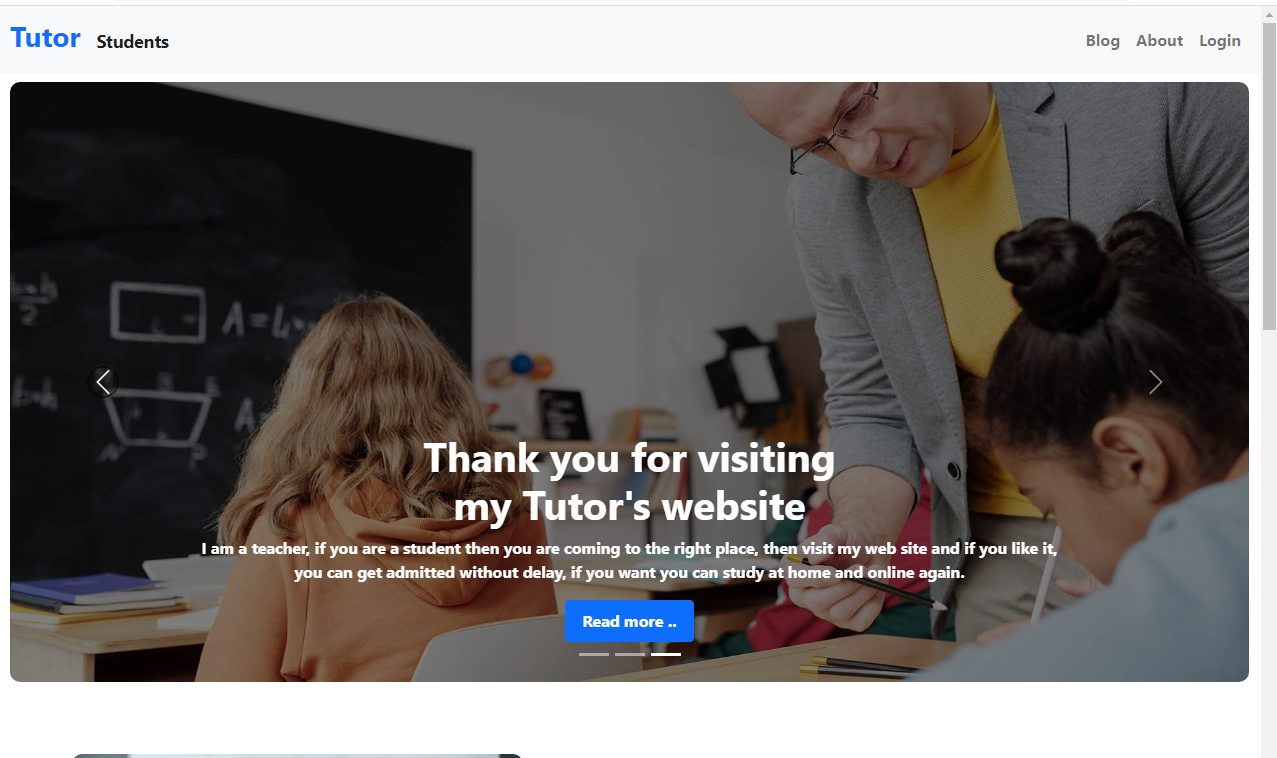 Tutor Students
Blog About Login
A=L
Thank you for visiting
my Tutor's website
I am a teacher, if you are a student then you are coming to the right place, then visit my web site and if you like it,
you can get admitted without delay, if you want you can study at home and online again.
Read more ..